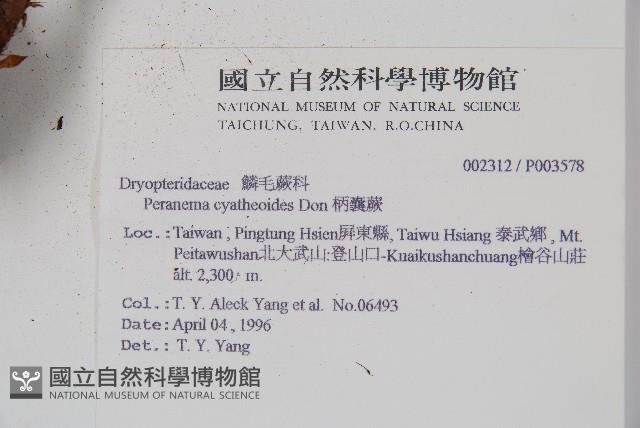 國立自然科學博物館
NATIONAL MUSEUM OF NATURAL SCIENCE
TAICHUNG, TAIWAN, R.O.CHINA
002312 / P003578
Dryopteridaceae 鱗毛蕨科
Peranema cyatheoides Don 柄囊蕨
Loc.: Taiwan, Pingtung Hsien屏東縣, Taiwu Hsiang 泰武鄉, Mt.
Peitawushan北大武山:登山口-Kuaikushanchuang檜谷山莊
alt. 2,300 m.
Col.: T. Y. Aleck Yang et al. No.06493
Date: April 04, 1996
Det.: T. Y. Yang
國立自然科學博物館
NATIONAL MUSEUM OF NATURAL SCIENCE